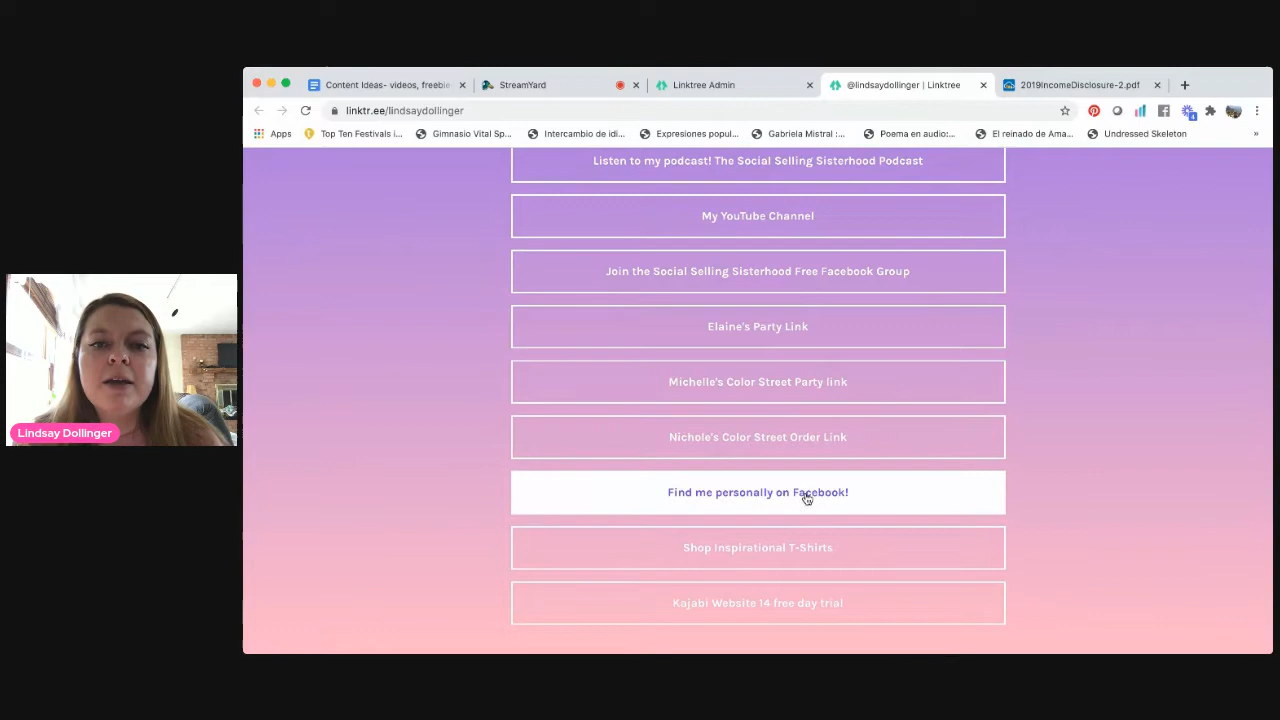 Content Ideas- videos, freebie
StreamYard
Linktree Admin
@lindsaydollinger | Linktree
2019IncomeDisclosure-2.pdf
linktr.ee/lindsaydollinger
Apps
Top Ten Festivals i...
Gimnasio Vital Sp...
Intercambio de idi...
Expresiones popul...
Gabriela Mistral :...
Poema en audio:...
El reinado de Ama...
Undressed Skeleton
»
Listen to my podcast! The Social Selling Sisterhood Podcast
My YouTube Channel
Join the Social Selling Sisterhood Free Facebook Group
Elaine's Party Link
Michelle's Color Street Party link
Nichole's Color Street Order Link
Find me personally on Facebook!
Shop Inspirational T-Shirts
Kajabi Website 14 free day trial
Lindsay Dollinger